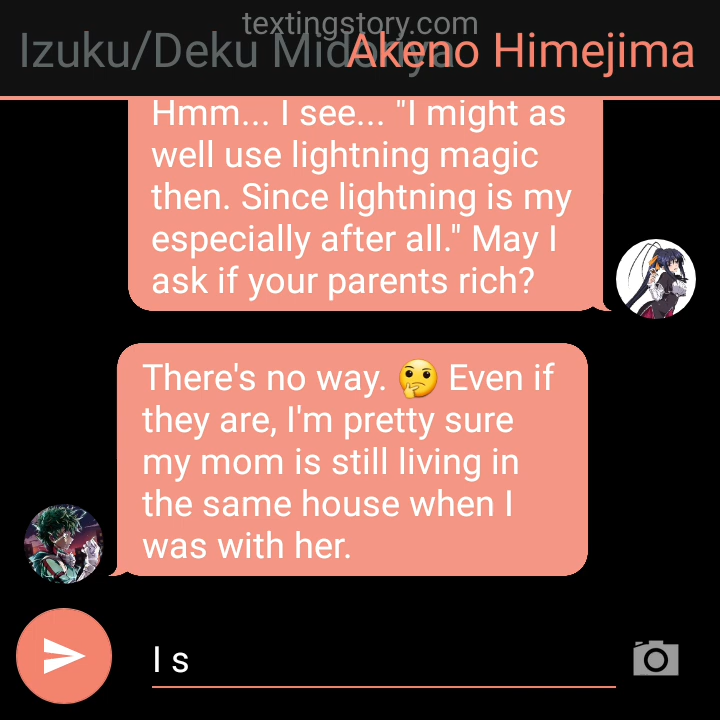 textingstory.com
Izuku/Deku Midoriya
Akeno Himejima
Hmm... I see... "I might as
well use lightning magic
then. Since lightning is my
especially after all." May I
ask if your parents rich?
There's no way. 🤔 Even if
they are, I'm pretty sure
my mom is still living in
the same house when I
was with her.
I s